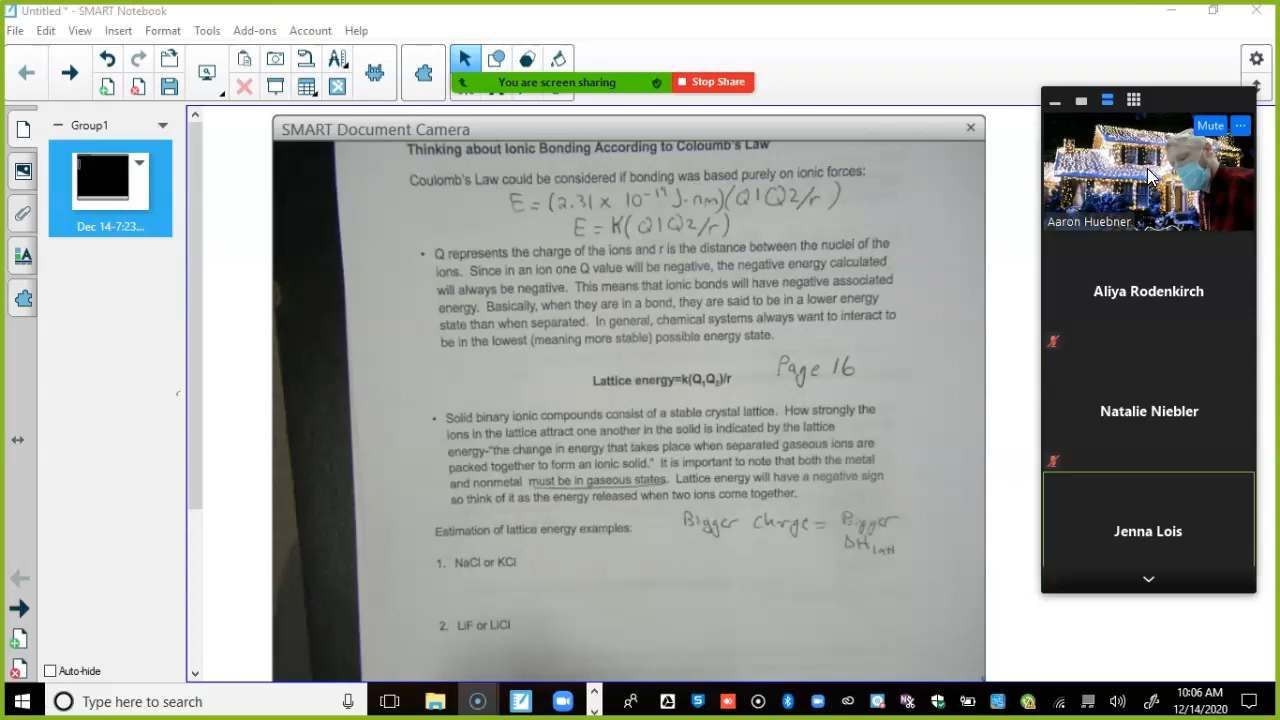 Untitled * - SMART Notebook
File Edit View Insert Format Tools Add-ons Account Help
You are screen sharing
Stop Share
Group1
Dec 14-7:23...
Auto-hide
SMART Document Camera
Thinking about Ionic Bonding According to Coloumb's Law
Coulomb's Law could be considered if bonding was based purely on ionic forces:
E = (2.31 x 10⁻¹⁹ J·nm)(Q1Q2/r)
E = K(Q1Q2/r)
• Q represents the charge of the ions and r is the distance between the nuclei of the
ions. Since in an ion one Q value will be negative, the negative energy calculated
will always be negative. This means that ionic bonds will have negative associated
energy. Basically, when they are in a bond, they are said to be in a lower energy
state than when separated. In general, chemical systems always want to interact to
be in the lowest (meaning more stable) possible energy state.
Lattice energy=k(Q₁Q₂)/r
Page 16
• Solid binary ionic compounds consist of a stable crystal lattice. How strongly the
ions in the lattice attract one another in the solid is indicated by the lattice
energy-"the change in energy that takes place when separated gaseous ions are
packed together to form an ionic solid." It is important to note that both the metal
and nonmetal must be in gaseous states. Lattice energy will have a negative sign
so think of it as the energy released when two ions come together.
Estimation of lattice energy examples:
Bigger charge = Bigger
ΔH
1. NaCl or KCl
2. LiF or LiCl
Mute
Aaron Huebner
Aliya Rodenkirch
Natalie Niebler
Jenna Lois
Type here to search
10:06 AM
12/14/2020